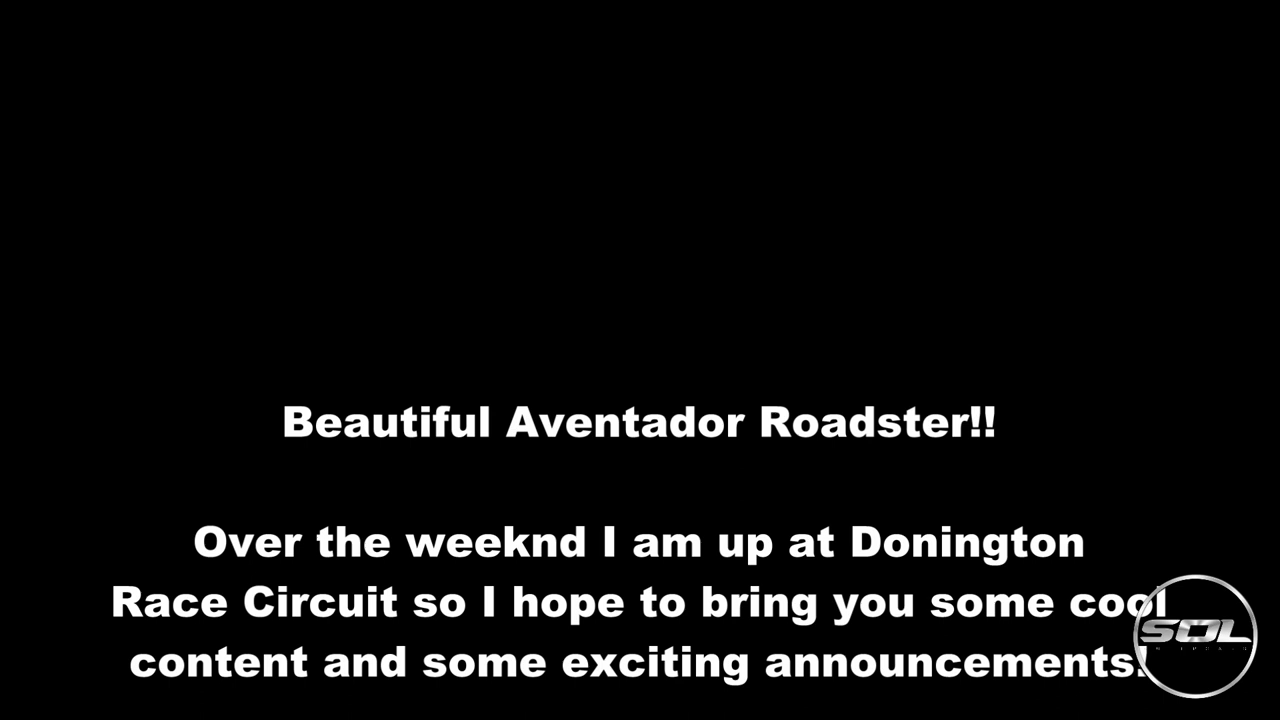 Beautiful Aventador Roadster!!
Over the weeknd I am up at Donington
Race Circuit so I hope to bring you some cool
content and some exciting announcements!
SOL